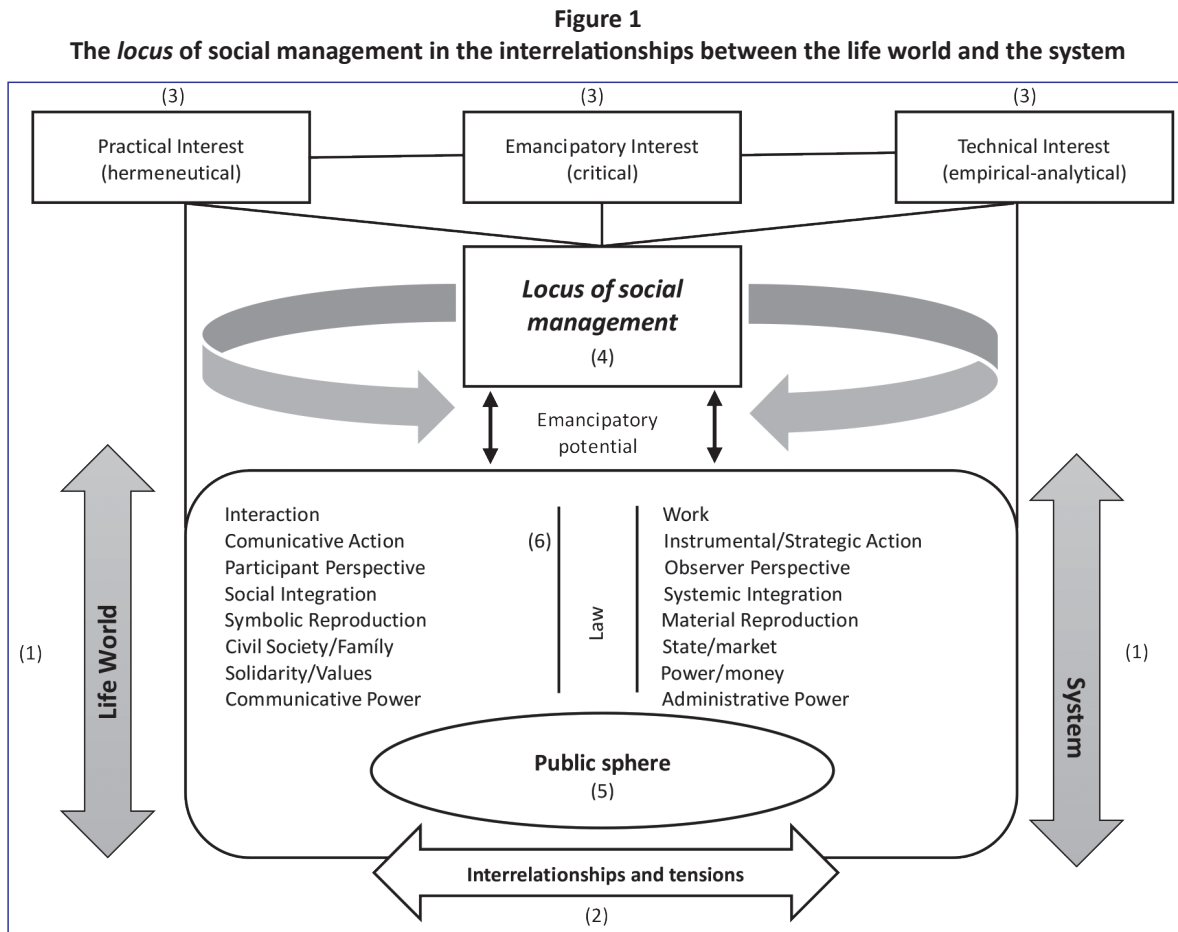 Figure 1
The locus of social management in the interrelationships between the life world and the system
(3)
(3)
(3)
Practical Interest
(hermeneutical)
Emancipatory Interest
(critical)
Technical Interest
(empirical-analytical)
Locus of social
management
(4)
Emancipatory
potential
(1)
Life World
Interaction
Comunicative Action
Participant Perspective
Social Integration
Symbolic Reproduction
Civil Society/Famíly
Solidarity/Values
Communicative Power
(6)
Law
Work
Instrumental/Strategic Action
Observer Perspective
Systemic Integration
Material Reproduction
State/market
Power/money
Administrative Power
System
(1)
Public sphere
(5)
Interrelationships and tensions
(2)